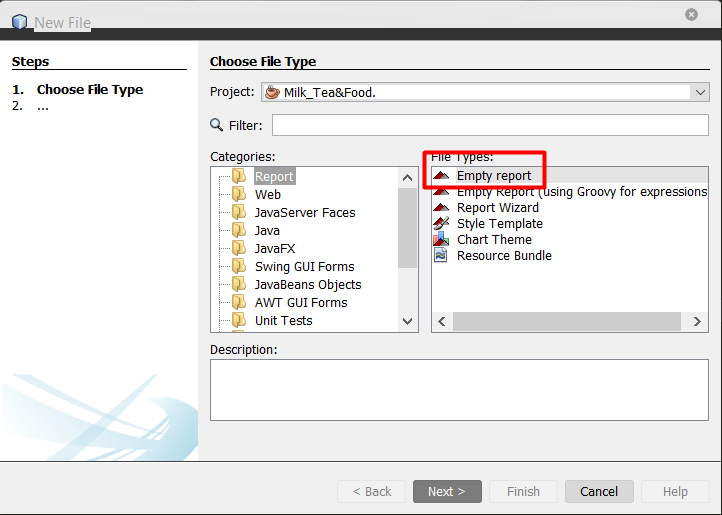 New File
Steps
1. Choose File Type
2. ...
Choose File Type
Project: Milk_Tea&Food.
Filter:
Categories:
Report
Web
JavaServer Faces
Java
JavaFX
Swing GUI Forms
JavaBeans Objects
AWT GUI Forms
Unit Tests
File Types:
Empty report
Empty Report (using Groovy for expressions
Report Wizard
Style Template
Chart Theme
Resource Bundle
Description:
< Back
Next >
Finish
Cancel
Help